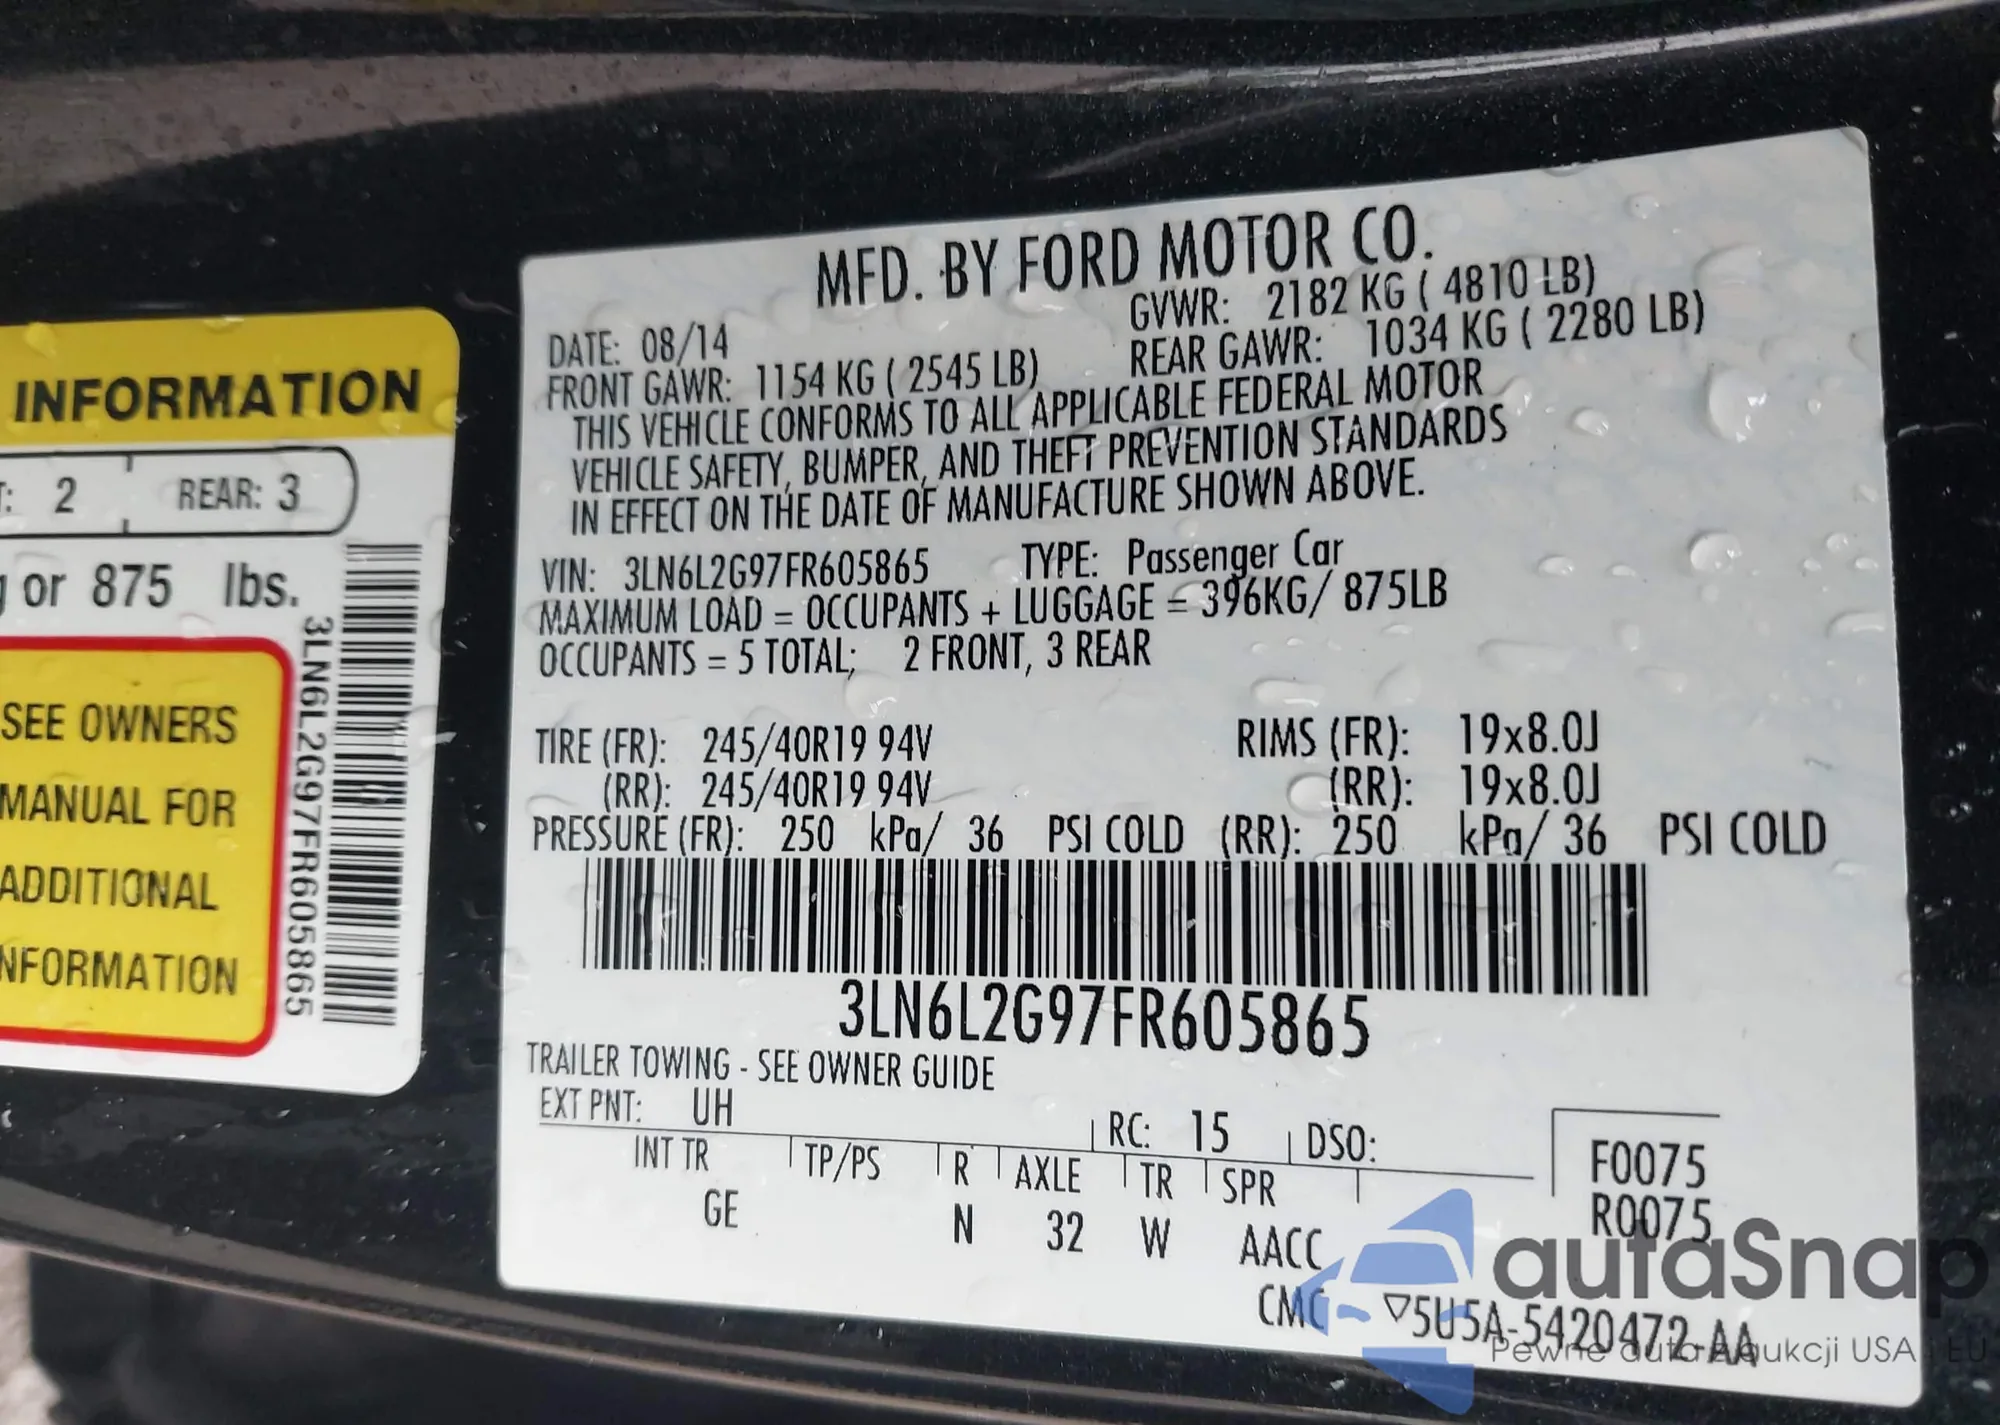 INFORMATION
: 2 REAR: 3
or 875 lbs.
3LN6L2G97FR605865
SEE OWNERS
MANUAL FOR
ADDITIONAL
NFORMATION
MFD. BY FORD MOTOR CO.
DATE: 08/14 GVWR: 2182 KG ( 4810 LB)
FRONT GAWR: 1154 KG ( 2545 LB) REAR GAWR: 1034 KG ( 2280 LB)
THIS VEHICLE CONFORMS TO ALL APPLICABLE FEDERAL MOTOR
VEHICLE SAFETY, BUMPER, AND THEFT PREVENTION STANDARDS
IN EFFECT ON THE DATE OF MANUFACTURE SHOWN ABOVE.
VIN: 3LN6L2G97FR605865 TYPE: Passenger Car
MAXIMUM LOAD = OCCUPANTS + LUGGAGE = 396KG/ 875LB
OCCUPANTS = 5 TOTAL; 2 FRONT, 3 REAR
TIRE (FR): 245/40R19 94V RIMS (FR): 19x8.0J
(RR): 245/40R19 94V (RR): 19x8.0J
PRESSURE (FR): 250 kPa/ 36 PSI COLD (RR): 250 kPa/ 36 PSI COLD
3LN6L2G97FR605865
TRAILER TOWING - SEE OWNER GUIDE
EXT PNT: UH RC: 15 DSO:
INT TR TP/PS R AXLE TR SPR
GE N 32 W AACC
CMC
F0075
R0075
▽5U5A-5420472-AA
autaSnap
Pewne auta z aukcji USA i EU